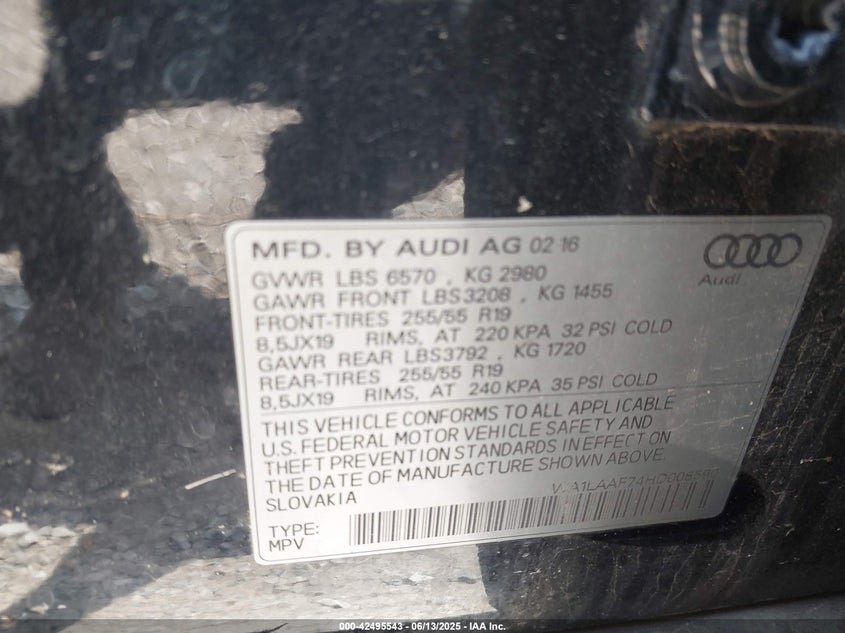 MFD. BY AUDI AG 02 16
Audi
GVWR LBS 6570 , KG 2980
GAWR FRONT LBS3208 , KG 1455
FRONT-TIRES 255/55 R19
8,5JX19 RIMS, AT 220 KPA 32 PSI COLD
GAWR REAR LBS3792 , KG 1720
REAR-TIRES 255/55 R19
8,5JX19 RIMS, AT 240 KPA 35 PSI COLD
THIS VEHICLE CONFORMS TO ALL APPLICABLE
U.S. FEDERAL MOTOR VEHICLE SAFETY AND
THEFT PREVENTION STANDARDS IN EFFECT ON
THE DATE OF MANUFACTURE SHOWN ABOVE.
SLOVAKIA
TYPE:
MPV
000-42495543 - 06/13/2025 - IAA Inc.